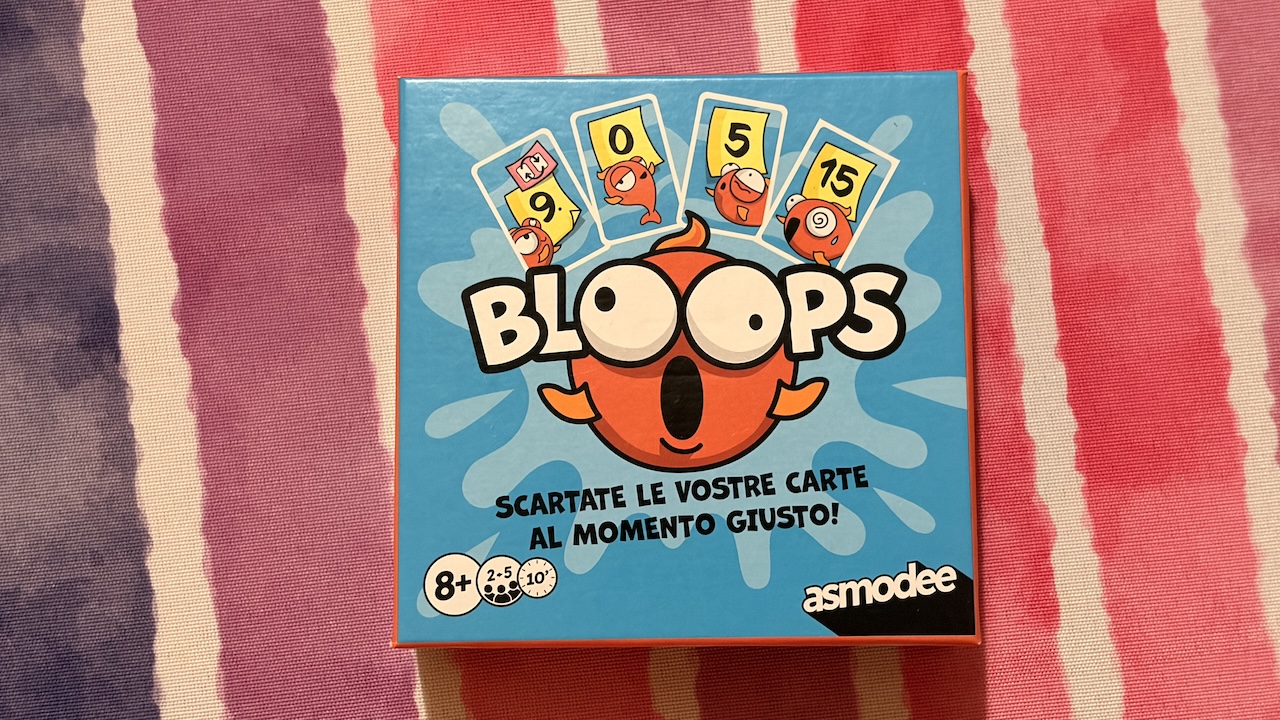 9.
0
5
15
BLOOPS
SCARTATE LE VOSTRE CARTE
AL MOMENTO GIUSTO!
8+
2-5
10'
asmodee